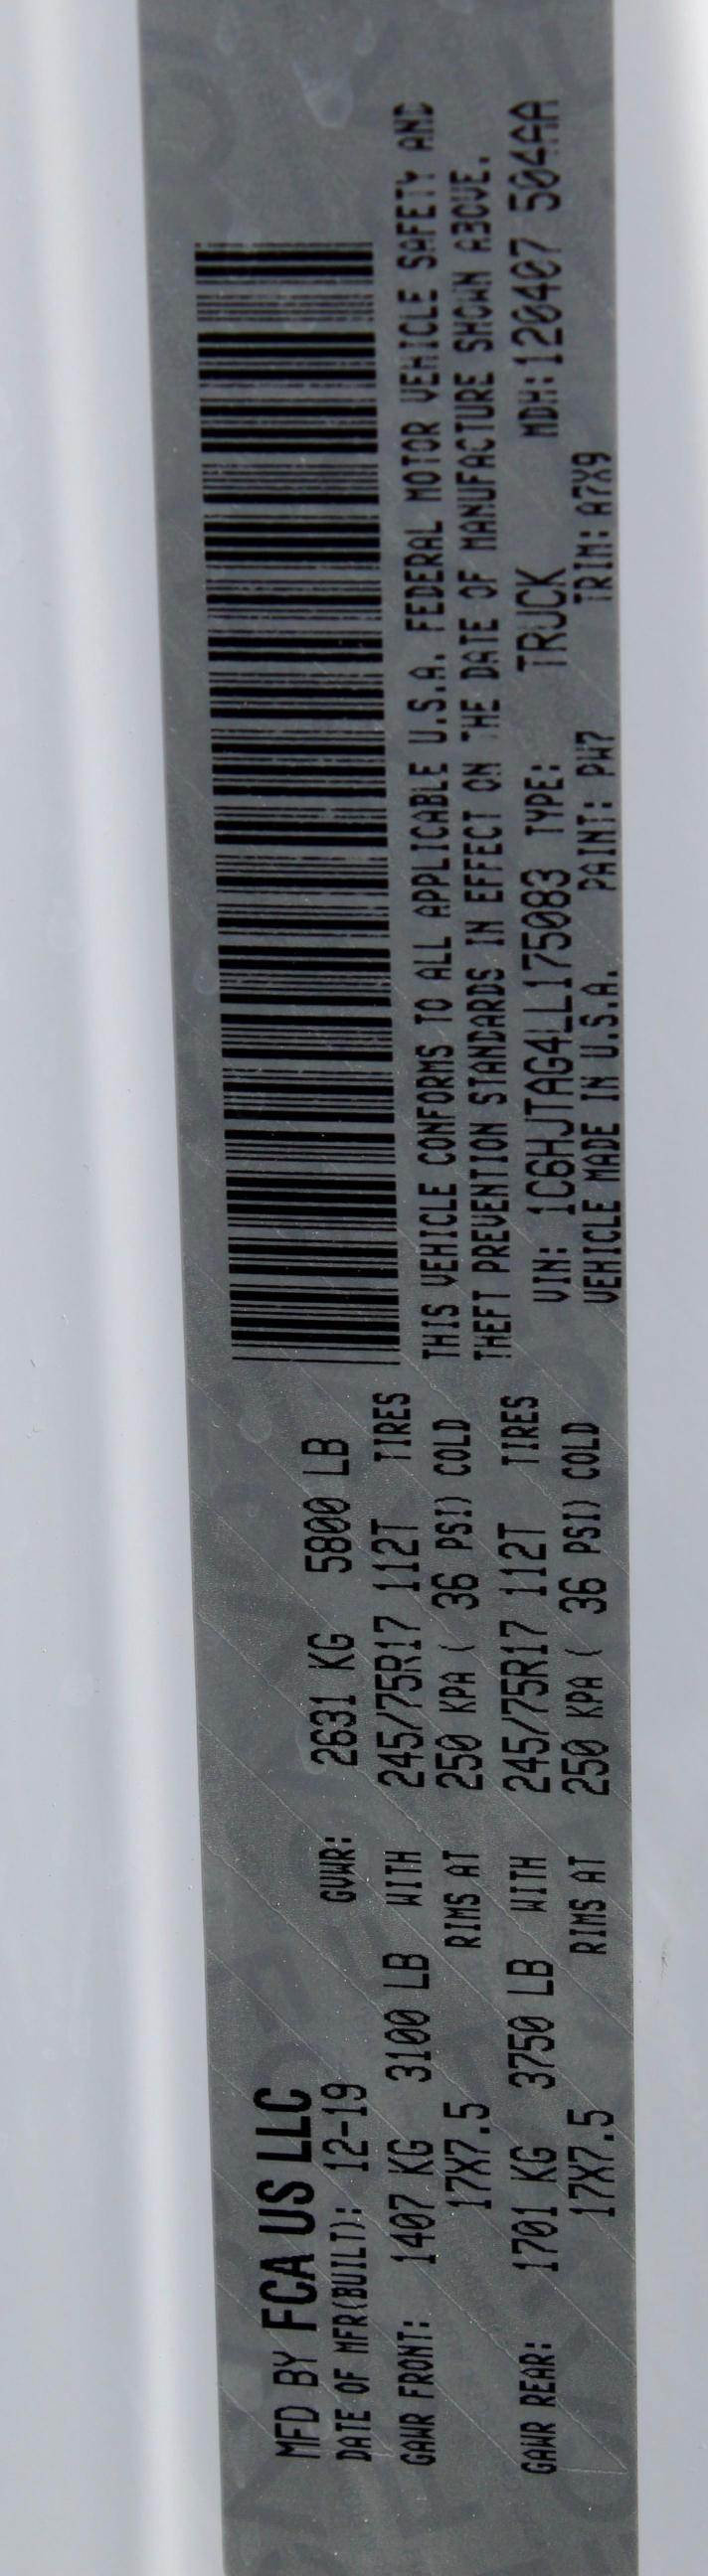 MFD BY FCA US LLC
DATE OF MFR(BUILT): 12-19 GVWR: 2631 KG 5800 LB
GAWR FRONT: 1407 KG 3100 LB WITH 245/75R17 112T TIRES
17X7.5 RIMS AT 250 KPA ( 36 PSI) COLD
GAWR REAR: 1701 KG 3750 LB WITH 245/75R17 112T TIRES
17X7.5 RIMS AT 250 KPA ( 36 PSI) COLD
THIS VEHICLE CONFORMS TO ALL APPLICABLE U.S.A. FEDERAL MOTOR VEHICLE SAFETY AND
THEFT PREVENTION STANDARDS IN EFFECT ON THE DATE OF MANUFACTURE SHOWN ABOVE.
VIN: 1C6HJTAG4LL175083 TYPE: TRUCK MDH:120407 504AA
VEHICLE MADE IN U.S.A. PAINT: PW7 TRIM: A7X9